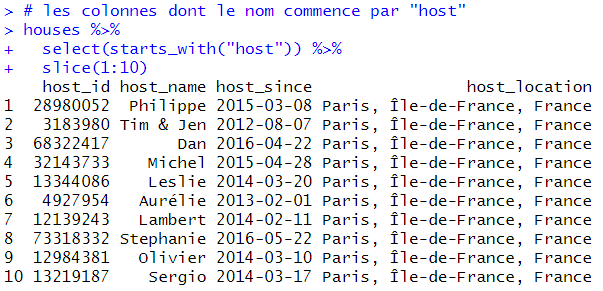 > # les colonnes dont le nom commence par "host"
> houses %>%
+   select(starts_with("host")) %>%
+   slice(1:10)
    host_id host_name host_since                 host_location
1  28980052  Philippe 2015-03-08 Paris, Île-de-France, France
2   3183980 Tim & Jen 2012-08-07 Paris, Île-de-France, France
3  68322417       Dan 2016-04-22 Paris, Île-de-France, France
4  32143733    Michel 2015-04-28 Paris, Île-de-France, France
5  13344086    Leslie 2014-03-20 Paris, Île-de-France, France
6   4927954   Aurélie 2013-02-01 Paris, Île-de-France, France
7  12139243   Lambert 2014-02-11 Paris, Île-de-France, France
8  73318332 Stephanie 2016-05-22 Paris, Île-de-France, France
9  12984381   Olivier 2014-03-10 Paris, Île-de-France, France
10 13219187    Sergio 2014-03-17 Paris, Île-de-France, France